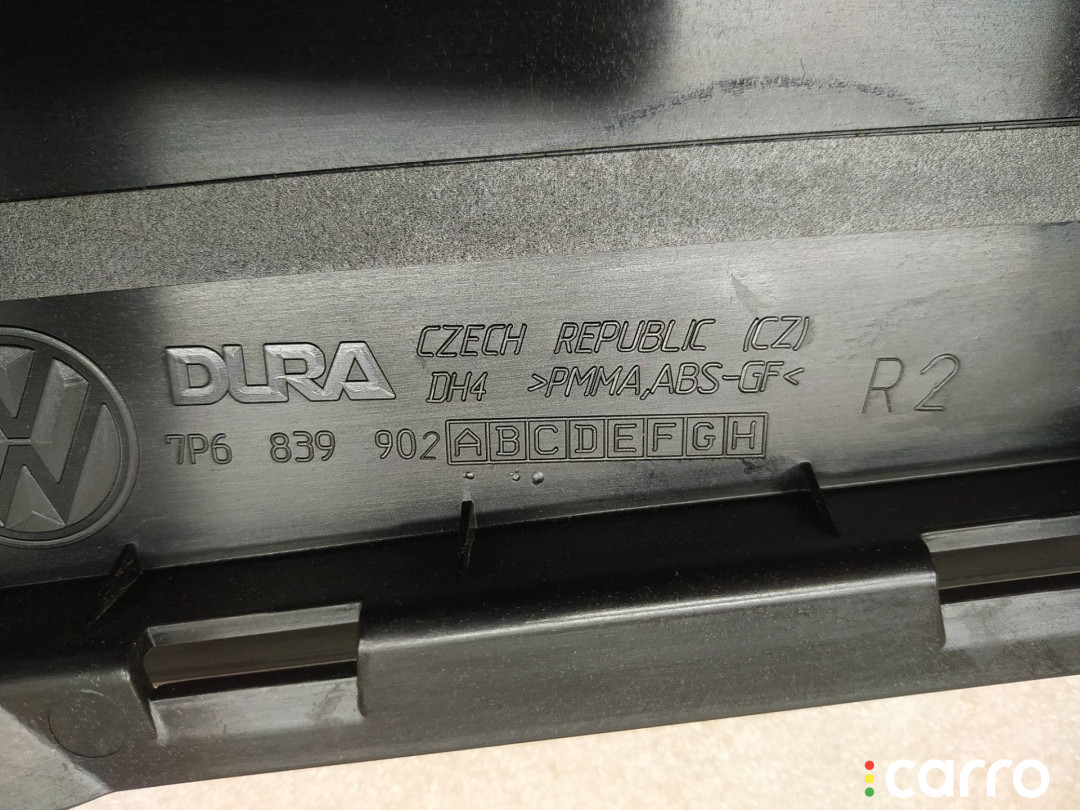 DURA
CZECH REPUBLIC (CZ)
DH4 >PMMA,ABS-GF<
R2
7P6 839 902 A B C D E F G H
carro